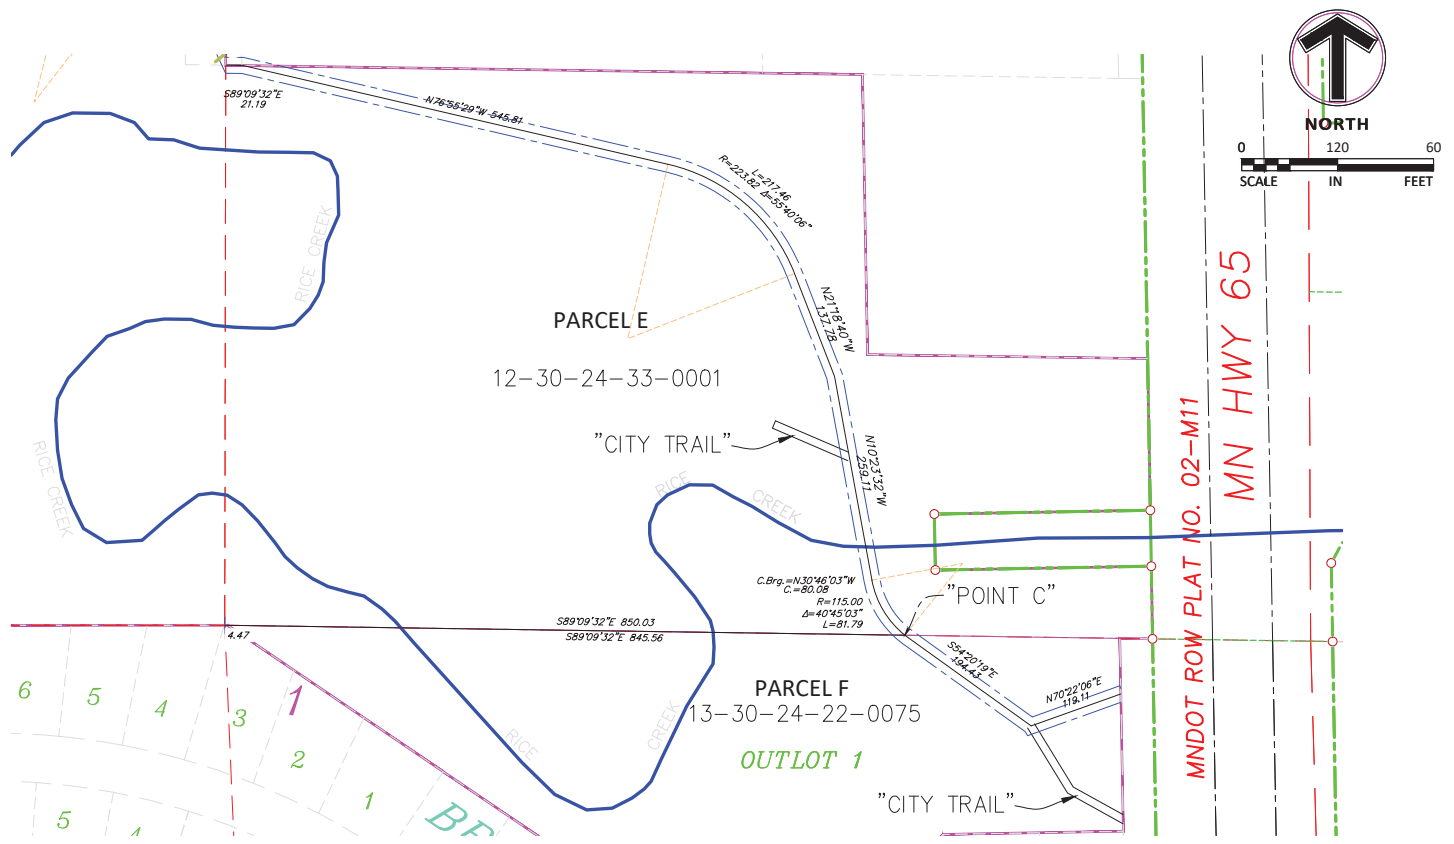 NORTH
0 120 60
SCALE IN FEET
S89°09'32"E
21.19
N76°55'29"W 545.81
L=217.46
R=223.82 Δ=55°40'06"
RICE CREEK
PARCEL E
12-30-24-33-0001
N21°18'40"W
137.78
"CITY TRAIL"
N10°23'32"W
259.11
RICE CREEK
RICE CREEK
MN HWY 65
MNDOT ROW PLAT NO. 02-M11
C.Brg.=N30°46'03"W
C.=80.08
R=115.00
Δ=40°45'03"
L=81.79
"POINT C"
S89°09'32"E 850.03
S89°09'32"E 845.56
4.47
S54°20'19"E
194.43
N70°22'06"E
119.11
PARCEL F
13-30-24-22-0075
OUTLOT 1
RICE CREEK
"CITY TRAIL"
6 5 4 3 2 1
1
5 4
BE